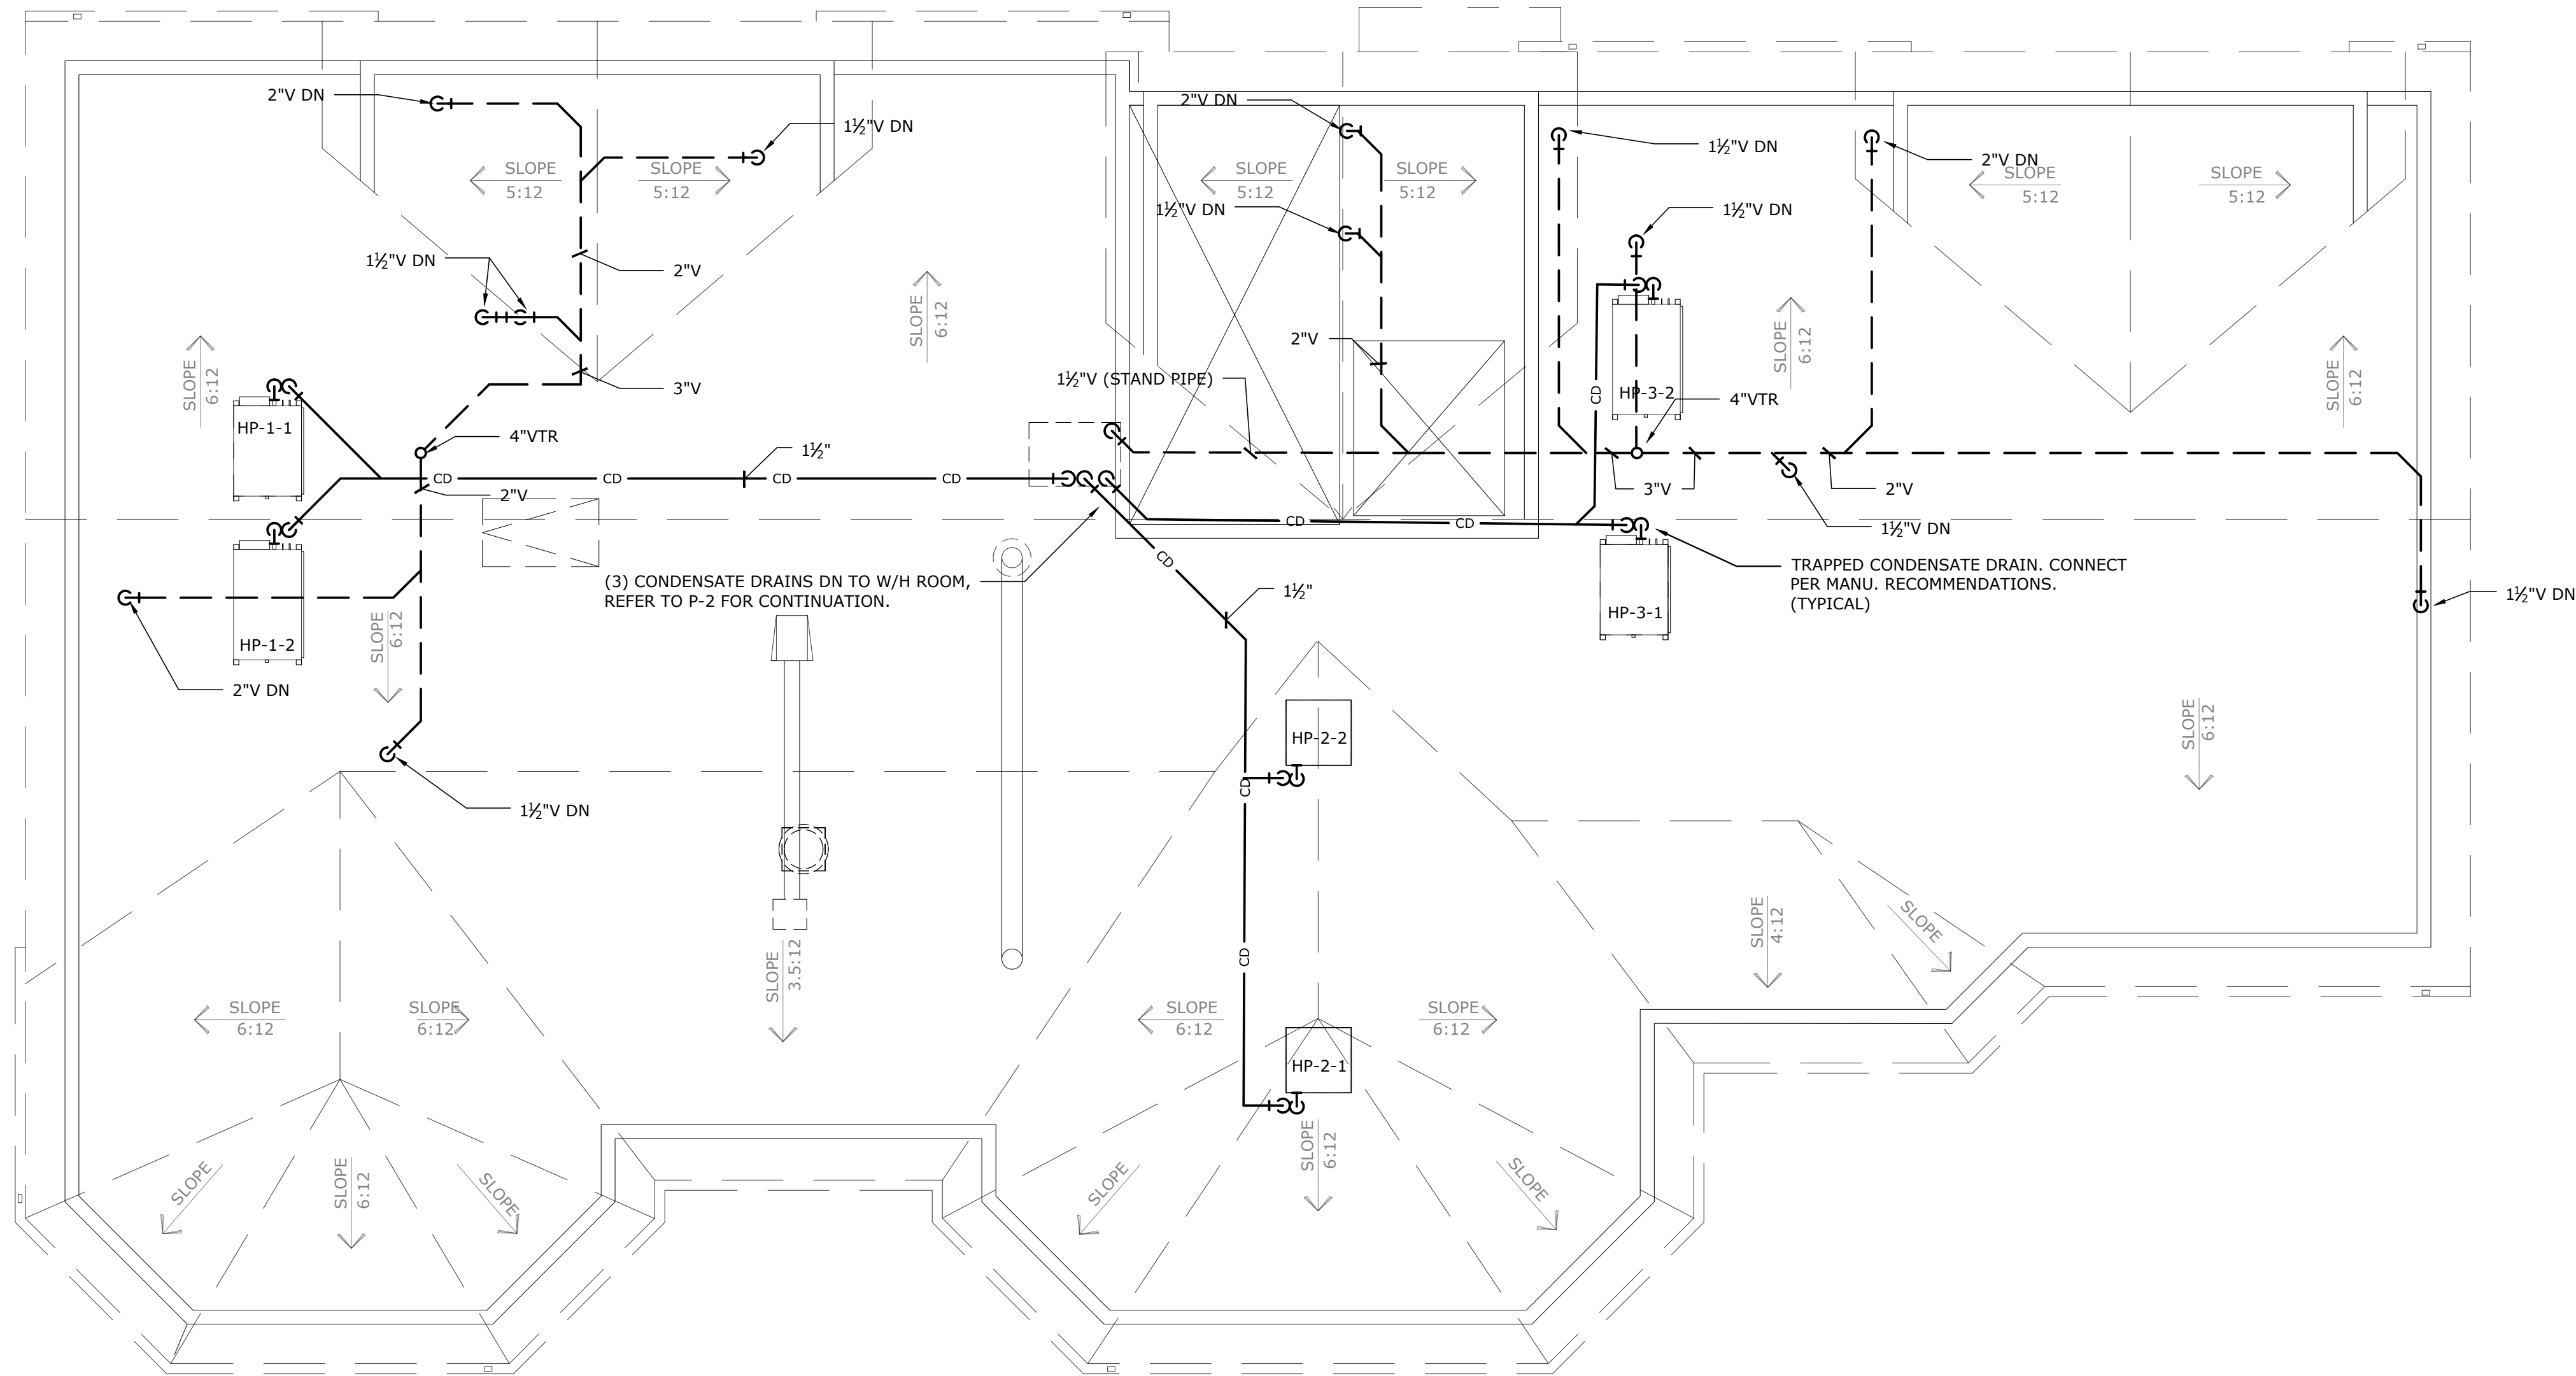 2"V DN
1½"V DN
2"V DN
1½"V DN
2"V DN
SLOPE
5:12
SLOPE
5:12
SLOPE
5:12
SLOPE
5:12
SLOPE
5:12
SLOPE
5:12
1½"V DN
1½"V DN
1½"V DN
2"V
SLOPE
6:12
SLOPE
6:12
SLOPE
6:12
SLOPE
6:12
2"V
3"V
1½"V (STAND PIPE)
CD
HP-3-2
4"VTR
HP-1-1
4"VTR
1½"
CD
CD
CD
CD
2"V
3"V
2"V
CD
CD
1½"V DN
CD
(3) CONDENSATE DRAINS DN TO W/H ROOM,
REFER TO P-2 FOR CONTINUATION.
1½"
TRAPPED CONDENSATE DRAIN. CONNECT
PER MANU. RECOMMENDATIONS.
(TYPICAL)
1½"V DN
HP-3-1
HP-1-2
SLOPE
6:12
2"V DN
SLOPE
6:12
HP-2-2
CD
1½"V DN
SLOPE
3.5:12
CD
SLOPE
4:12
SLOPE
SLOPE
6:12
SLOPE
6:12
SLOPE
6:12
SLOPE
6:12
HP-2-1
SLOPE
SLOPE
6:12
SLOPE
SLOPE
SLOPE
6:12
SLOPE